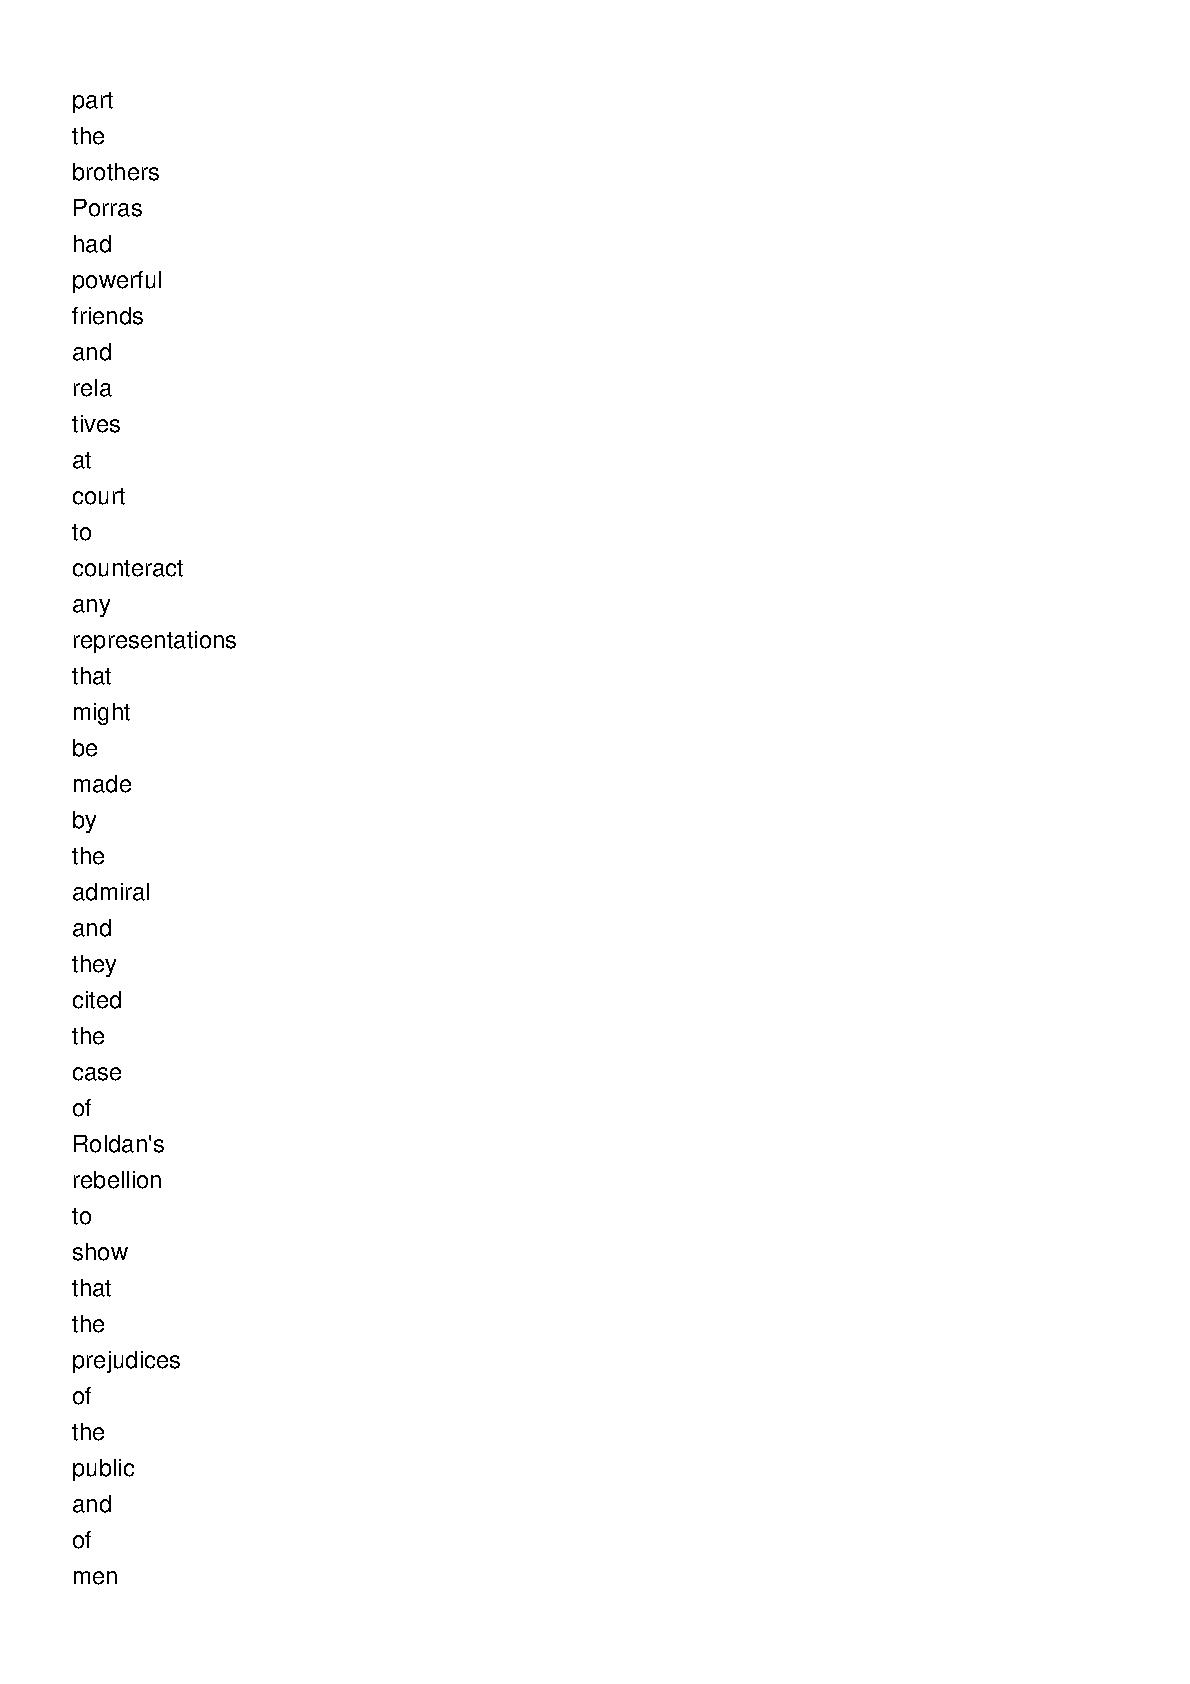 part
the
brothers
Porras
had
powerful
friends
and
rela
tives
at
court
to
counteract
any
representations
that
might
be
made
by
the
admiral
and
they
cited
the
case
of
Roldan's
rebellion
to
show
that
the
prejudices
of
the
public
and
of
men